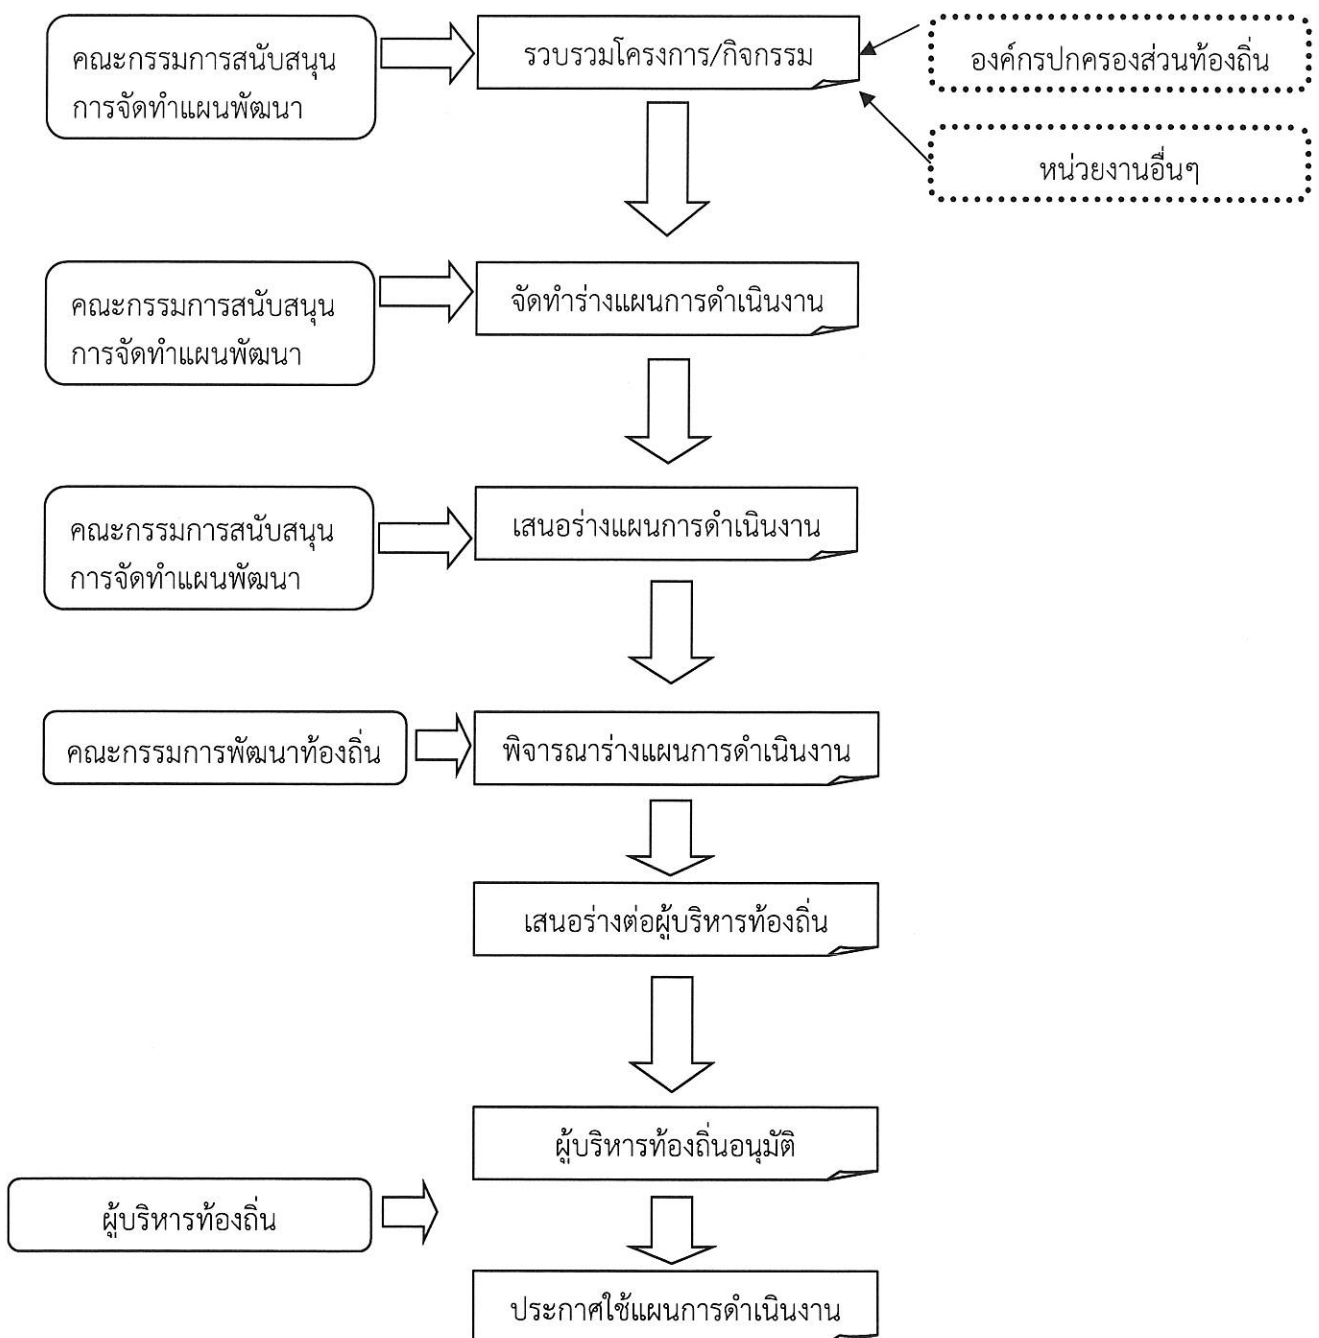 คณะกรรมการสนับสนุน
การจัดทำแผนพัฒนา
รวบรวมโครงการ/กิจกรรม
องค์กรปกครองส่วนท้องถิ่น
หน่วยงานอื่นๆ
คณะกรรมการสนับสนุน
การจัดทำแผนพัฒนา
จัดทำร่างแผนการดำเนินงาน
คณะกรรมการสนับสนุน
การจัดทำแผนพัฒนา
เสนอร่างแผนการดำเนินงาน
คณะกรรมการพัฒนาท้องถิ่น
พิจารณาร่างแผนการดำเนินงาน
เสนอร่างต่อผู้บริหารท้องถิ่น
ผู้บริหารท้องถิ่นอนุมัติ
ผู้บริหารท้องถิ่น
ประกาศใช้แผนการดำเนินงาน